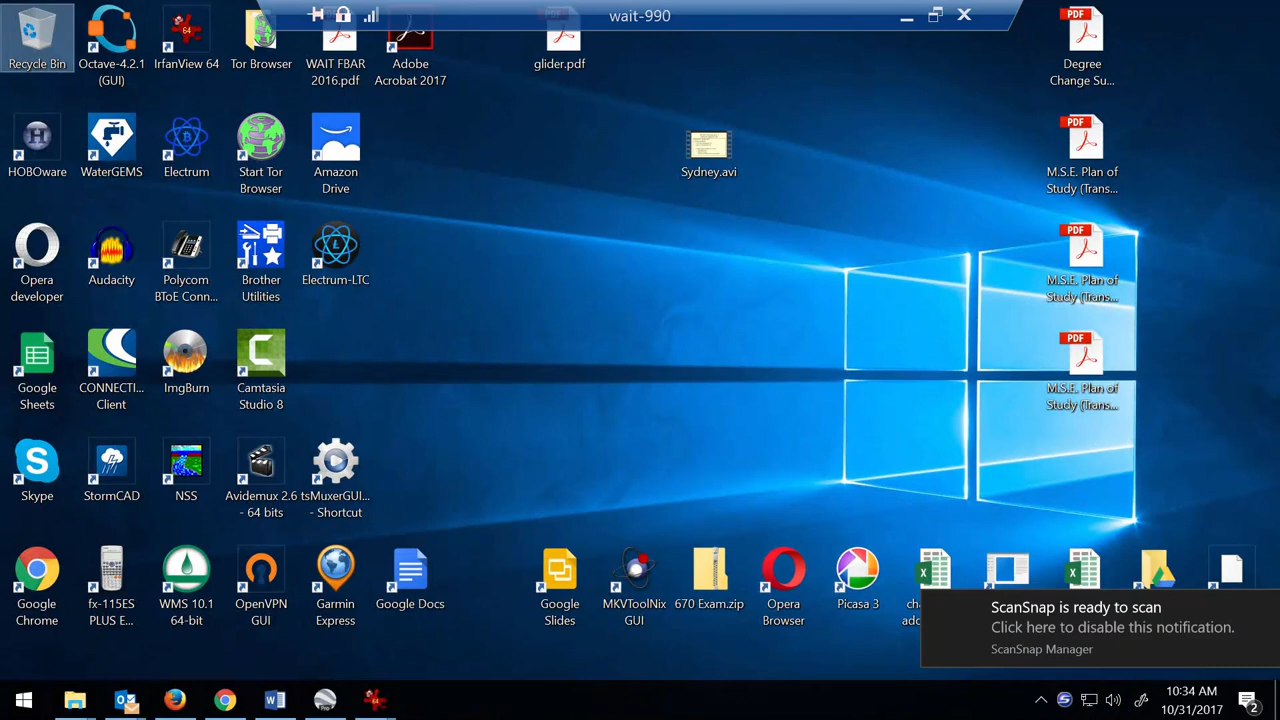 wait-990
Recycle Bin
Octave-4.2.1
(GUI)
IrfanView 64
Tor Browser
WAIT FBAR
2016.pdf
Adobe
Acrobat 2017
glider.pdf
PDF
Degree
Change Su...
HOBOware
WaterGEMS
Electrum
Start Tor
Browser
Amazon
Drive
Sydney.avi
PDF
M.S.E. Plan of
Study (Trans...
Opera
developer
Audacity
Polycom
BToE Conn...
Brother
Utilities
Electrum-LTC
PDF
M.S.E. Plan of
Study (Trans...
Google
Sheets
CONNECTI...
Client
ImgBurn
Camtasia
Studio 8
PDF
M.S.E. Plan of
Study (Trans...
Skype
StormCAD
NSS
Avidemux 2.6
- 64 bits
tsMuxerGUI...
- Shortcut
Google
Chrome
fx-115ES
PLUS E...
WMS 10.1
64-bit
OpenVPN
GUI
Garmin
Express
Google Docs
Google
Slides
MKVToolNix
GUI
670 Exam.zip
Opera
Browser
Picasa 3
ScanSnap is ready to scan
Click here to disable this notification.
ScanSnap Manager
10:34 AM
10/31/2017
2